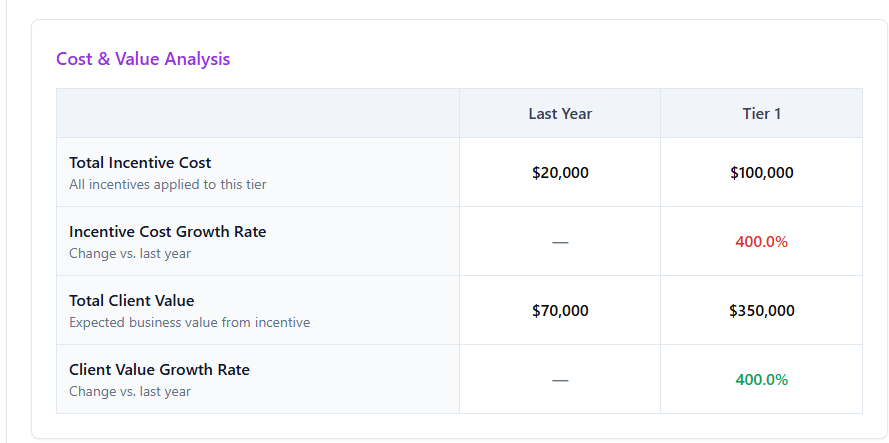 Cost & Value Analysis
Last Year Tier 1
Total Incentive Cost
All incentives applied to this tier
$20,000 $100,000
Incentive Cost Growth Rate
Change vs. last year
— 400.0%
Total Client Value
Expected business value from incentive
$70,000 $350,000
Client Value Growth Rate
Change vs. last year
— 400.0%